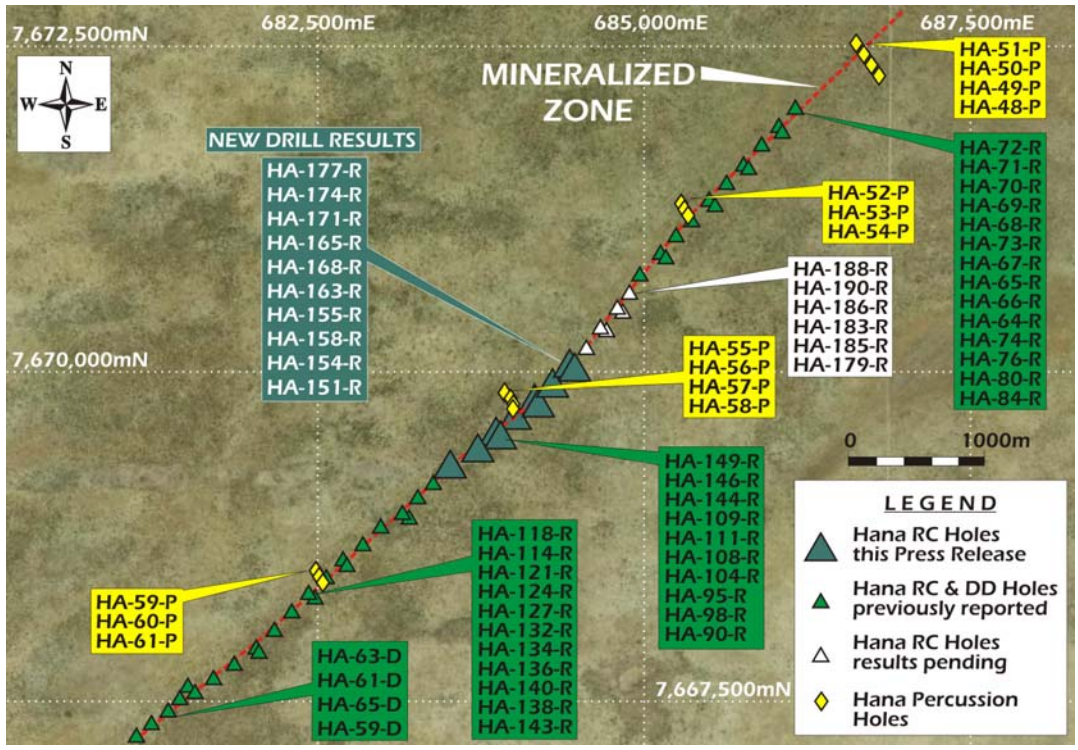 682,500mE
685,000mE
687,500mE
7,672,500mN
N
W E
S
MINERALIZED
ZONE
HA-51-P
HA-50-P
HA-49-P
HA-48-P
NEW DRILL RESULTS
HA-177-R
HA-174-R
HA-171-R
HA-165-R
HA-168-R
HA-163-R
HA-155-R
HA-158-R
HA-154-R
HA-151-R
HA-52-P
HA-53-P
HA-54-P
HA-72-R
HA-71-R
HA-70-R
HA-69-R
HA-68-R
HA-73-R
HA-67-R
HA-65-R
HA-66-R
HA-64-R
HA-74-R
HA-76-R
HA-80-R
HA-84-R
HA-188-R
HA-190-R
HA-186-R
HA-183-R
HA-185-R
HA-179-R
7,670,000mN
HA-55-P
HA-56-P
HA-57-P
HA-58-P
0 1000m
HA-149-R
HA-146-R
HA-144-R
HA-109-R
HA-111-R
HA-108-R
HA-104-R
HA-95-R
HA-98-R
HA-90-R
HA-118-R
HA-114-R
HA-121-R
HA-124-R
HA-127-R
HA-132-R
HA-134-R
HA-136-R
HA-140-R
HA-138-R
HA-143-R
HA-59-P
HA-60-P
HA-61-P
HA-63-D
HA-61-D
HA-65-D
HA-59-D
7,667,500mN
LEGEND
Hana RC Holes
this Press Release
Hana RC & DD Holes
previously reported
Hana RC Holes
results pending
Hana Percussion
Holes